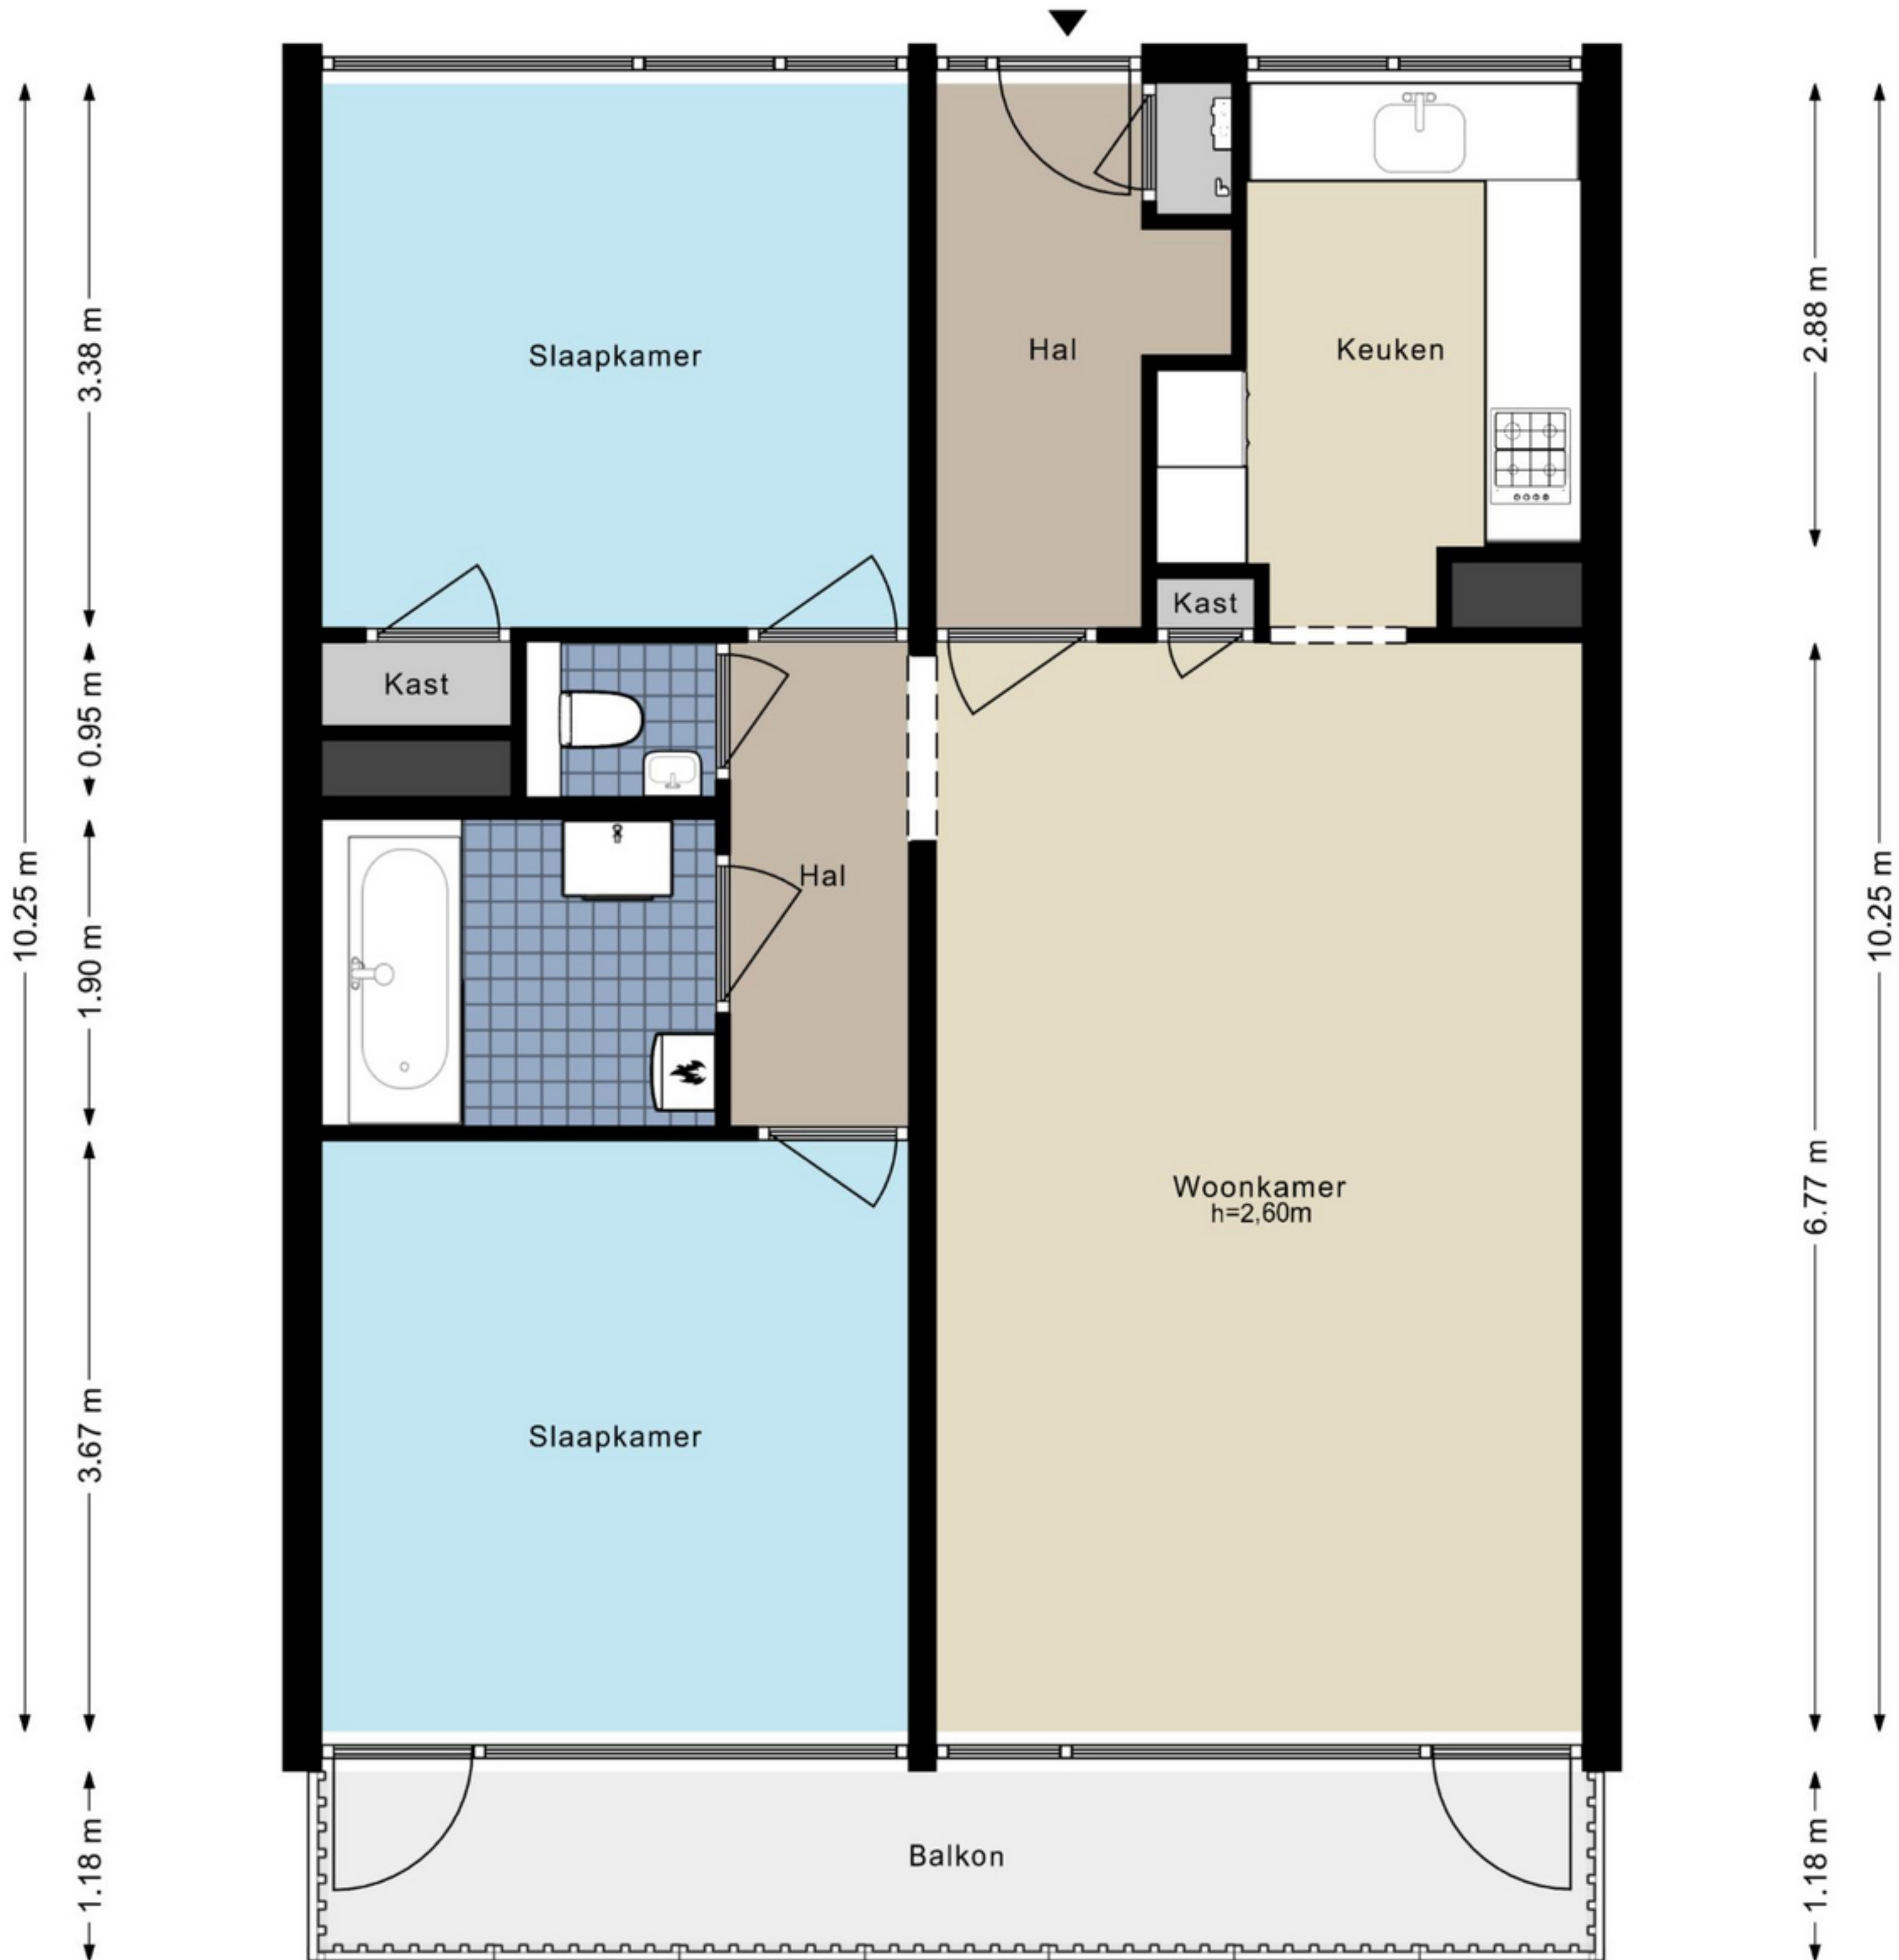 Slaapkamer
Hal
Keuken
Kast
Kast
Hal
Woonkamer
h=2,60m
Slaapkamer
Balkon
10.25 m
3.38 m
0.95 m
1.90 m
3.67 m
1.18 m
2.88 m
6.77 m
1.18 m
10.25 m